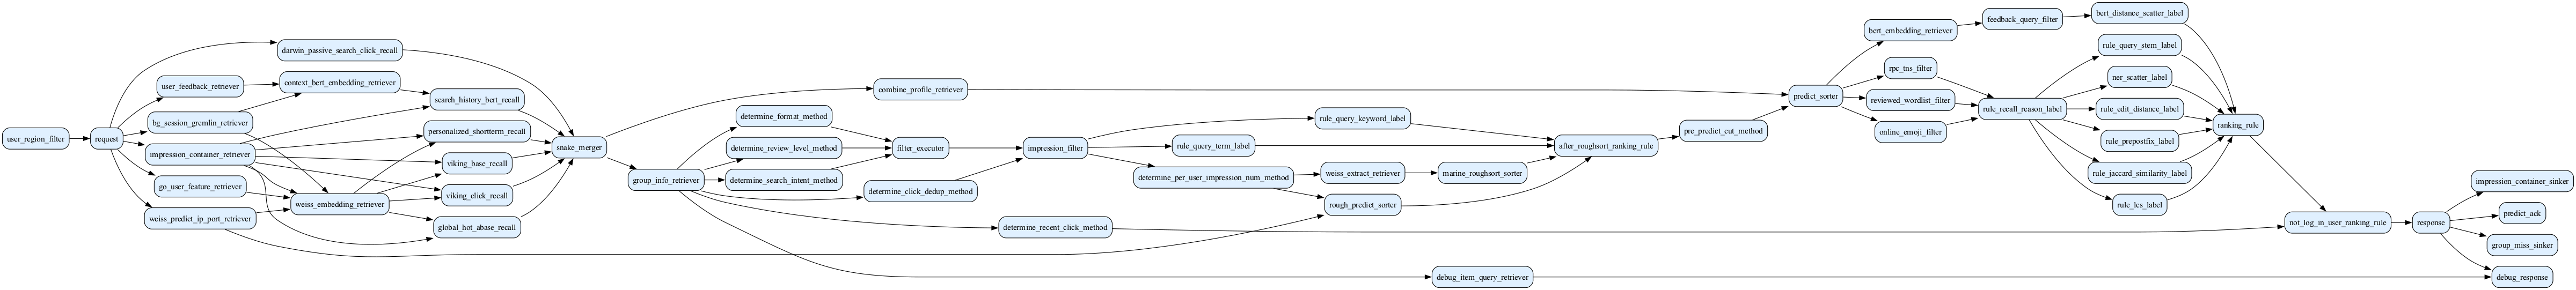 user_region_filter
request
darwin_passive_search_click_recall
user_feedback_retriever
bg_session_gremlin_retriever
impression_container_retriever
go_user_feature_retriever
weiss_predict_ip_port_retriever
context_bert_embedding_retriever
weiss_embedding_retriever
search_history_bert_recall
personalized_shortterm_recall
viking_base_recall
viking_click_recall
global_hot_abase_recall
snake_merger
group_info_retriever
determine_format_method
determine_review_level_method
determine_search_intent_method
combine_profile_retriever
filter_executor
determine_click_dedup_method
impression_filter
determine_recent_click_method
rule_query_term_label
determine_per_user_impression_num_method
rule_query_keyword_label
weiss_extract_retriever
rough_predict_sorter
marine_roughsort_sorter
debug_item_query_retriever
after_roughsort_ranking_rule
pre_predict_cut_method
predict_sorter
bert_embedding_retriever
rpc_tns_filter
reviewed_wordlist_filter
online_emoji_filter
feedback_query_filter
rule_recall_reason_label
bert_distance_scatter_label
rule_query_stem_label
ner_scatter_label
rule_edit_distance_label
rule_prepostfix_label
rule_jaccard_similarity_label
rule_lcs_label
ranking_rule
not_log_in_user_ranking_rule
response
impression_container_sinker
predict_ack
group_miss_sinker
debug_response